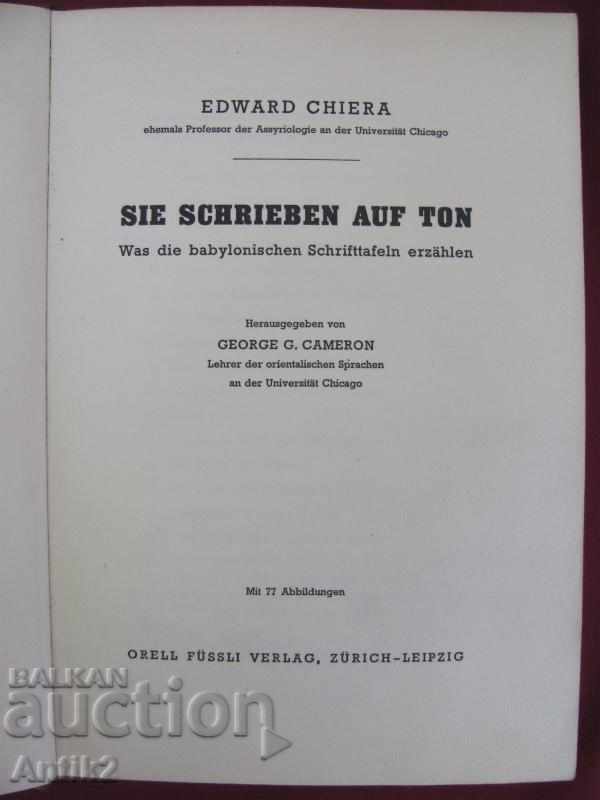 EDWARD CHIERA
ehemals Professor der Assyriologie an der Universität Chicago
SIE SCHRIEBEN AUF TON
Was die babylonischen Schrifttafeln erzählen
Herausgegeben von
GEORGE G. CAMERON
Lehrer der orientalischen Sprachen
an der Universität Chicago
Mit 77 Abbildungen
ORELL FÜSSLI VERLAG, ZÜRICH–LEIPZIG
BALKAN
auction
Antik2